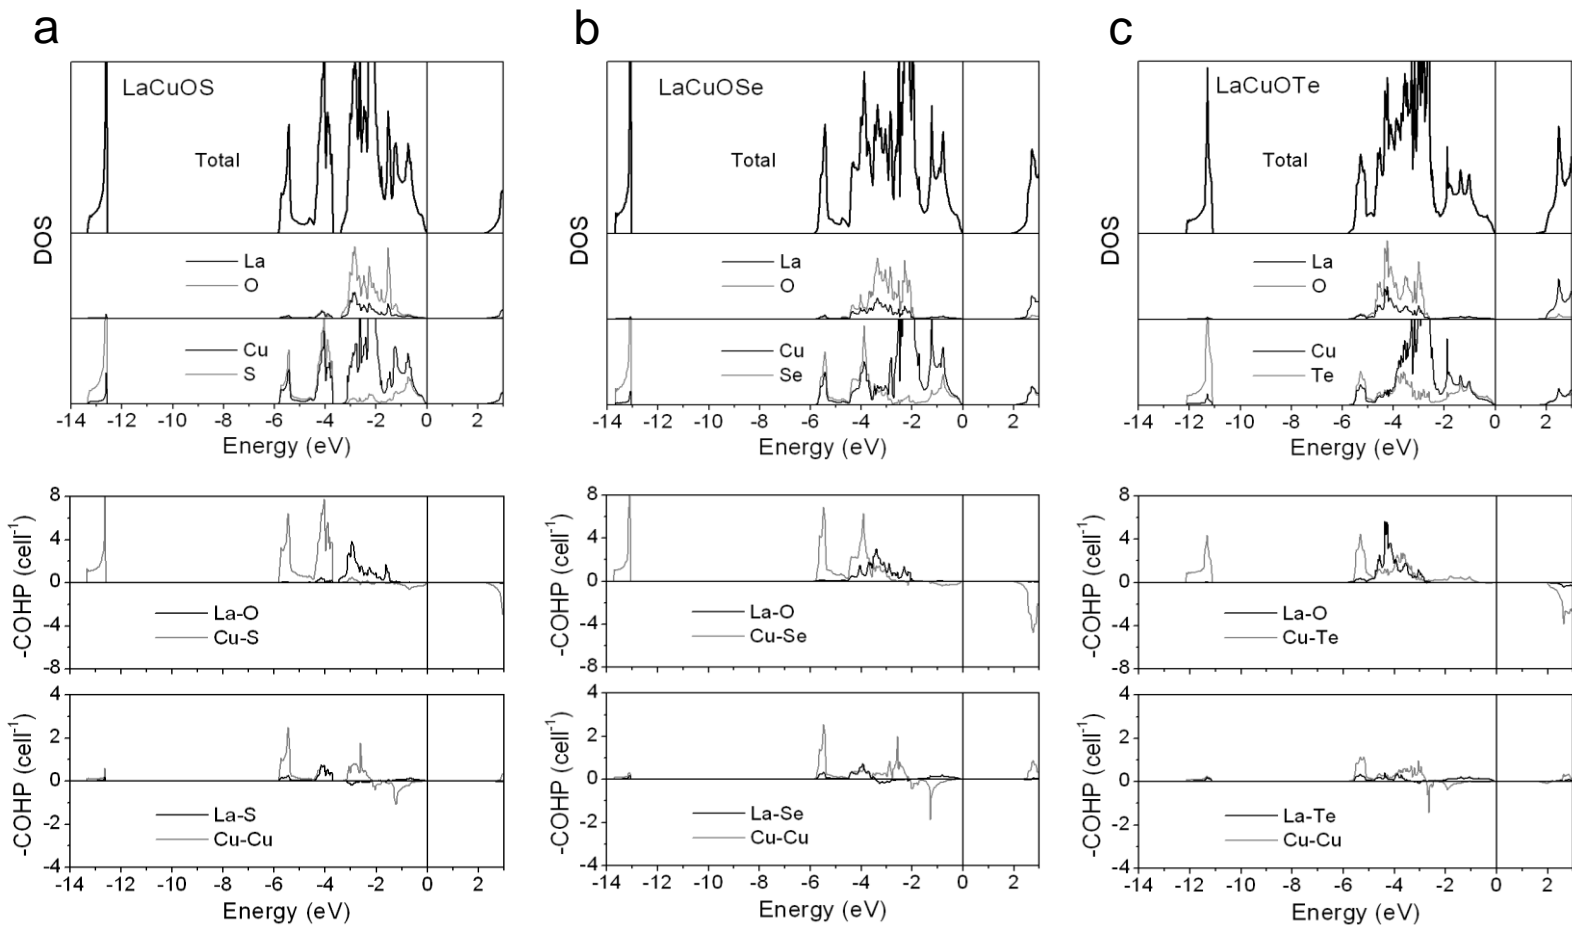 a
LaCuOS
Total
DOS
La
O
Cu
S
-14 -12 -10 -8 -6 -4 -2 0 2
Energy (eV)
8
4
0
-4
-8
-COHP (cell⁻¹)
La-O
Cu-S
4
2
0
-2
-4
-COHP (cell⁻¹)
La-S
Cu-Cu
-14 -12 -10 -8 -6 -4 -2 0 2
Energy (eV)
b
LaCuOSe
Total
DOS
La
O
Cu
Se
-14 -12 -10 -8 -6 -4 -2 0 2
Energy (eV)
8
4
0
-4
-8
-COHP (cell⁻¹)
La-O
Cu-Se
4
2
0
-2
-4
-COHP (cell⁻¹)
La-Se
Cu-Cu
-14 -12 -10 -8 -6 -4 -2 0 2
Energy (eV)
c
LaCuOTe
Total
DOS
La
O
Cu
Te
-14 -12 -10 -8 -6 -4 -2 0 2
Energy (eV)
8
4
0
-4
-8
-COHP (cell⁻¹)
La-O
Cu-Te
4
2
0
-2
-4
-COHP (cell⁻¹)
La-Te
Cu-Cu
-14 -12 -10 -8 -6 -4 -2 0 2
Energy (eV)